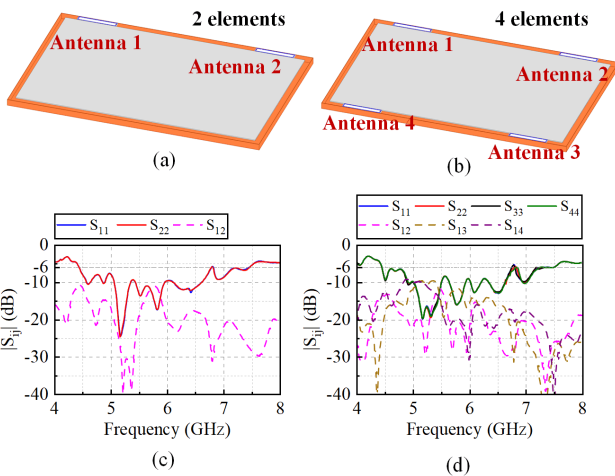 2 elements
Antenna 1
Antenna 2
(a)
4 elements
Antenna 1
Antenna 2
Antenna 4
Antenna 3
(b)
S11 S22 S12
0
-6
-10
-20
-30
-40
|Sij| (dB)
4 5 6 7 8
Frequency (GHz)
(c)
S11 S22 S33 S44
S12 S13 S14
0
-6
-10
-20
-30
-40
|Sij| (dB)
4 5 6 7 8
Frequency (GHz)
(d)